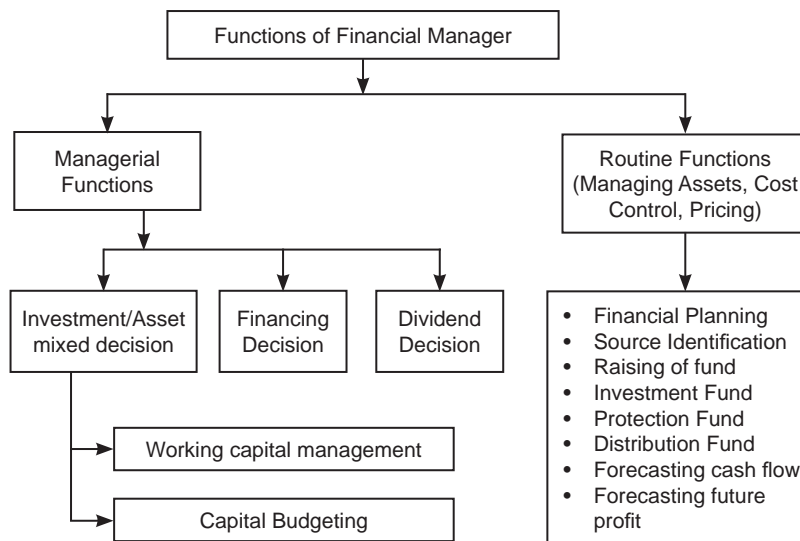 Functions of Financial Manager
Managerial
Functions
Routine Functions
(Managing Assets, Cost
Control, Pricing)
Investment/Asset
mixed decision
Financing
Decision
Dividend
Decision
• Financial Planning
• Source Identification
• Raising of fund
• Investment Fund
• Protection Fund
• Distribution Fund
• Forecasting cash flow
• Forecasting future
profit
Working capital management
Capital Budgeting